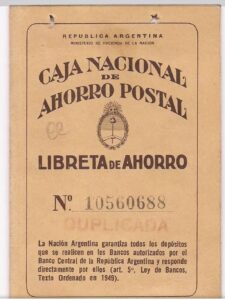 REPUBLICA ARGENTINA
MINISTERIO DE HACIENDA DE LA NACIÓN
CAJA NACIONAL
DE
AHORRO POSTAL
LIBRETA DE AHORRO
Nº 10560688
DUPLICADA
La Nación Argentina garantiza todos los depósitos
que se realicen en los Bancos autorizados por el
Banco Central de la República Argentina y responde
directamente por ellos (art. 5º, Ley de Bancos,
Texto Ordenado en 1949).